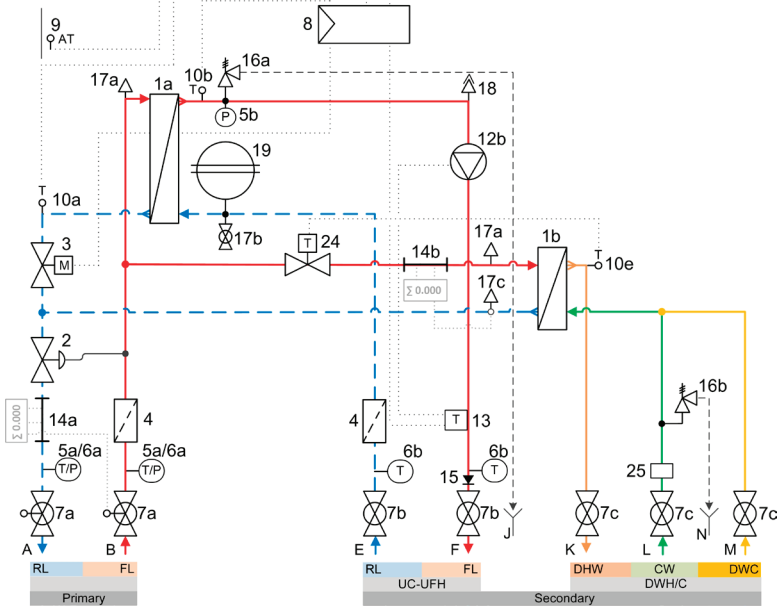 9
AT
8
16a
17a
1a
10b
T
P
5b
18
19
12b
T
10a
17b
3
M
T
24
14b
17a
1b
T
10e
Σ 0.000
17c
2
Σ 0.000
14a
4
4
T
13
16b
5a/6a
T/P
5a/6a
T/P
6b
T
15
6b
T
25
7a
7a
7b
7b
7c
7c
7c
A
B
E
F
J
K
L
N
M
RL
FL
RL
FL
DHW
CW
DWC
UC-UFH
DWH/C
Primary
Secondary